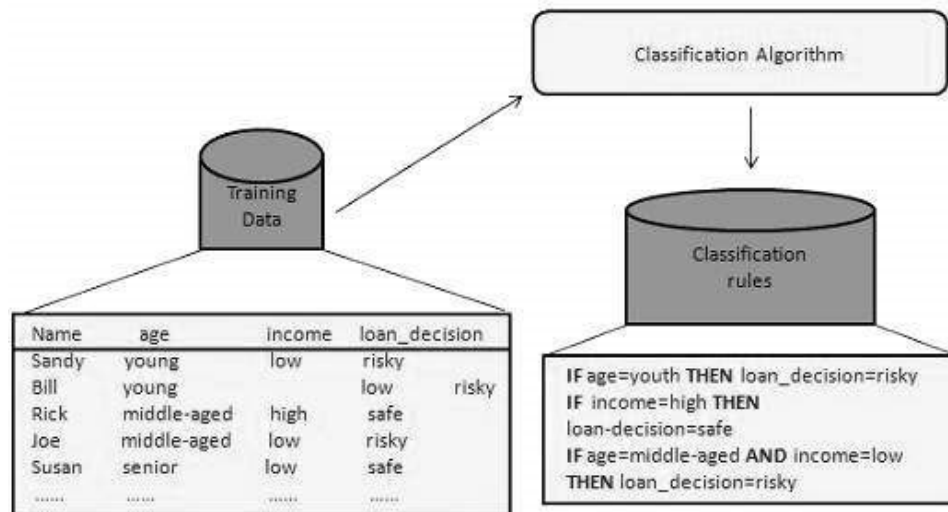 Classification Algorithm
Training
Data
Classification
rules
Name age income loan_decision
Sandy young low risky
Bill young low risky
Rick middle-aged high safe
Joe middle-aged low risky
Susan senior low safe
...... ...... ...... ......
IF age=youth THEN loan_decision=risky
IF income=high THEN
loan-decision=safe
IF age=middle-aged AND income=low
THEN loan_decision=risky